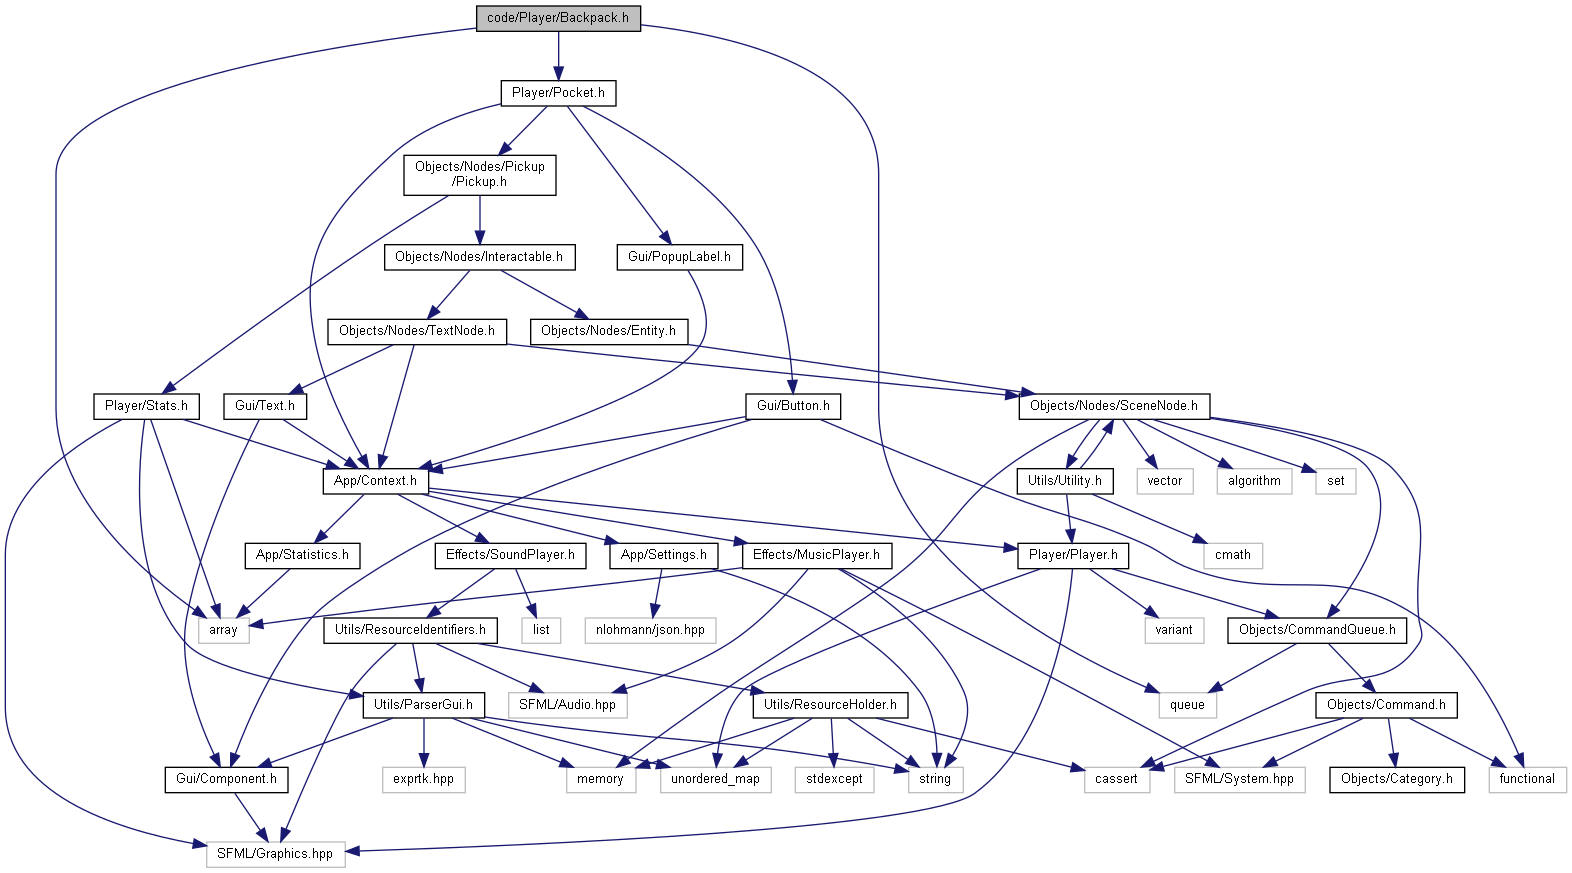 code/Player/Backpack.h
Player/Pocket.h
Objects/Nodes/Pickup
/Pickup.h
Objects/Nodes/Interactable.h
Gui/PopupLabel.h
Objects/Nodes/TextNode.h
Objects/Nodes/Entity.h
Player/Stats.h
Gui/Text.h
Gui/Button.h
Objects/Nodes/SceneNode.h
App/Context.h
Utils/Utility.h
vector
algorithm
set
App/Statistics.h
Effects/SoundPlayer.h
App/Settings.h
Effects/MusicPlayer.h
Player/Player.h
cmath
array
Utils/ResourceIdentifiers.h
list
nlohmann/json.hpp
variant
Objects/CommandQueue.h
Utils/ParserGui.h
SFML/Audio.hpp
Utils/ResourceHolder.h
queue
Objects/Command.h
Gui/Component.h
exprtk.hpp
memory
unordered_map
stdexcept
string
cassert
SFML/System.hpp
Objects/Category.h
functional
SFML/Graphics.hpp